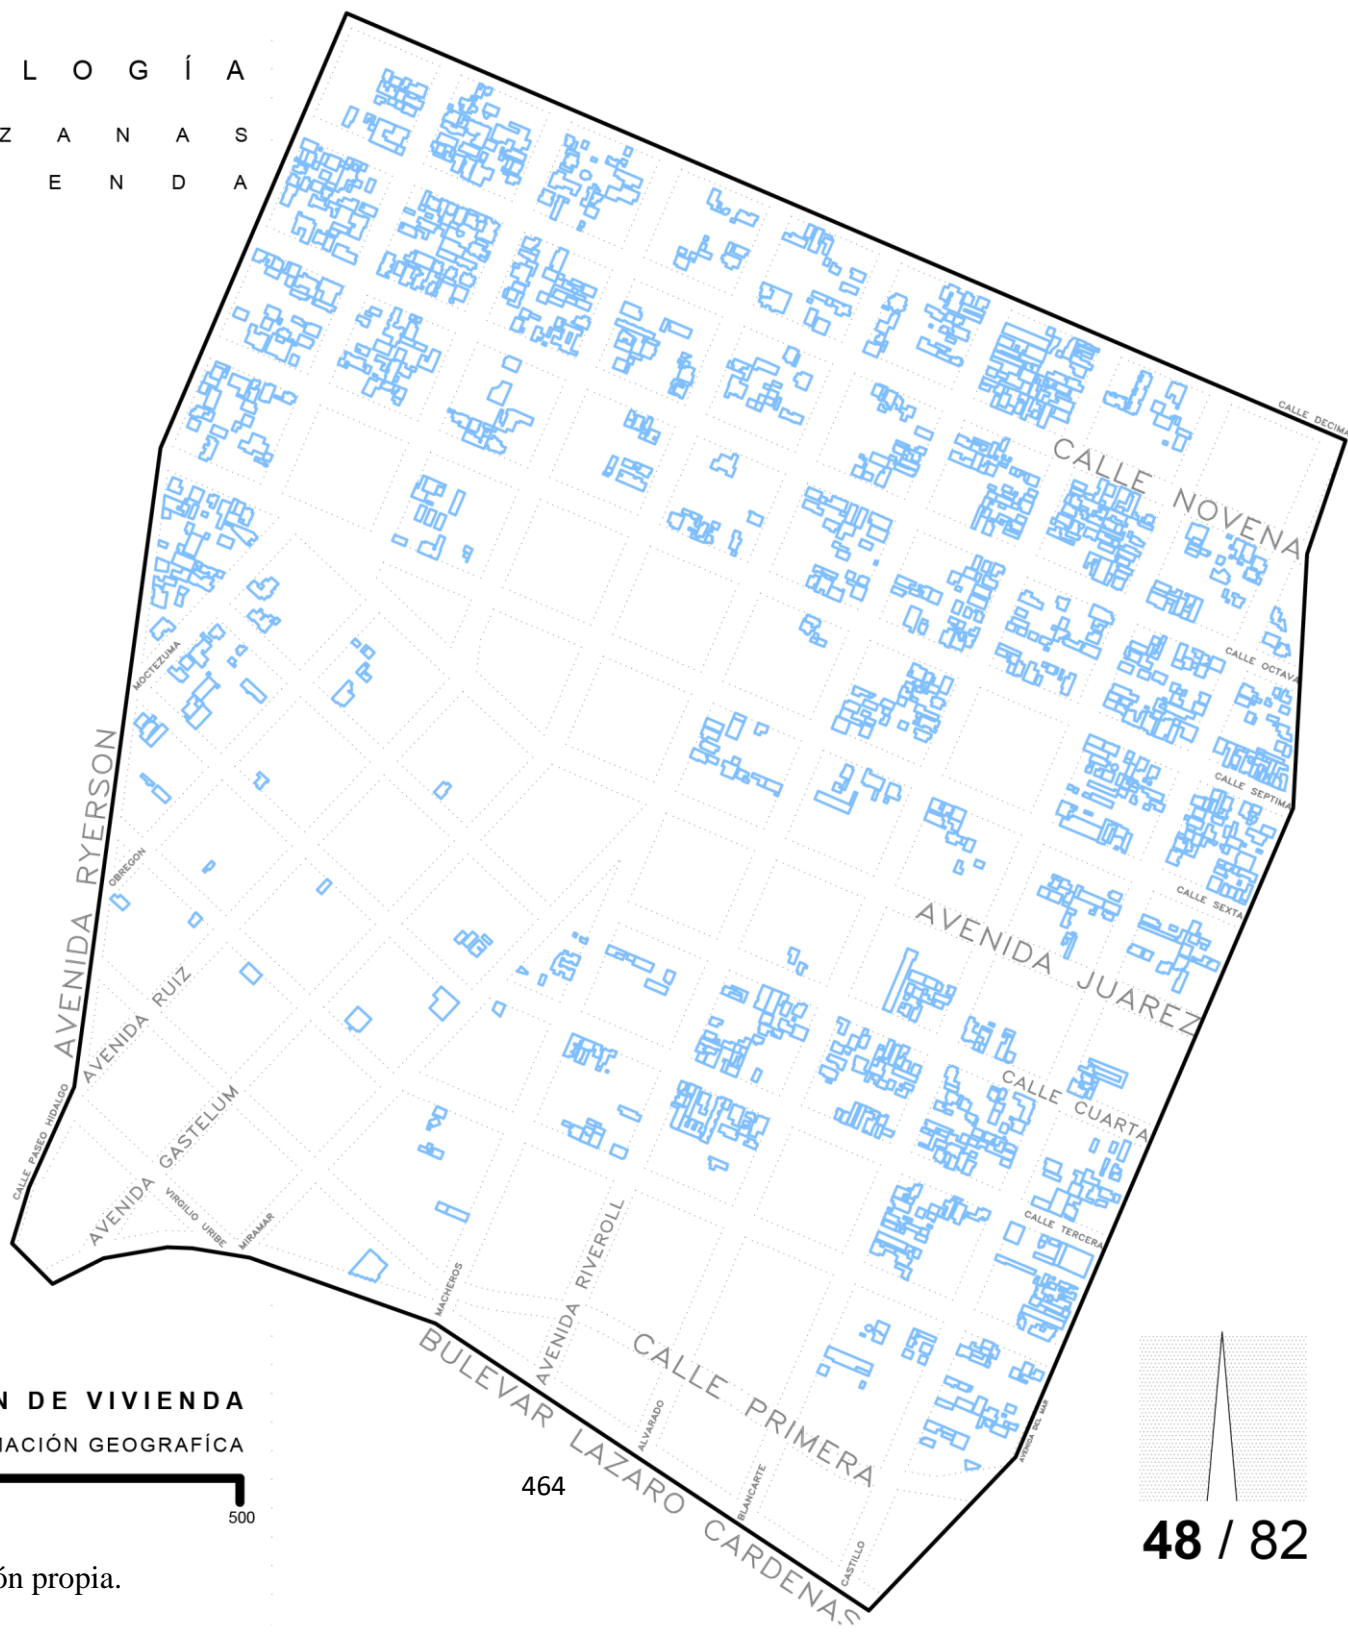 L O G Í A
Z A N A S
E N D A
CALLE DECIMA
CALLE NOVENA
CALLE OCTAVA
MOCTEZUMA
CALLE SEPTIMA
AVENIDA RYERSON
OBREGON
CALLE SEXTA
AVENIDA JUAREZ
AVENIDA RUIZ
CALLE CUARTA
CALLE PASEO HIDALGO
AVENIDA GASTELUM
VIRGILIO URIBE
MIRAMAR
CALLE TERCERA
MACHEROS
AVENIDA RIVEROLL
CALLE PRIMERA
BULEVAR LAZARO CARDENAS
ALVARADO
BLANCARTE
CASTILLO
AVENIDA DEL MAR
N DE VIVIENDA
MACIÓN GEOGRAFÍCA
500
464
48 / 82
ón propia.